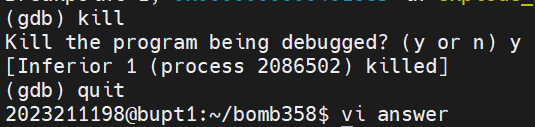 (gdb) kill
Kill the program being debugged? (y or n) y
[Inferior 1 (process 2086502) killed]
(gdb) quit
2023211198@bupt1:~/bomb358$ vi answer